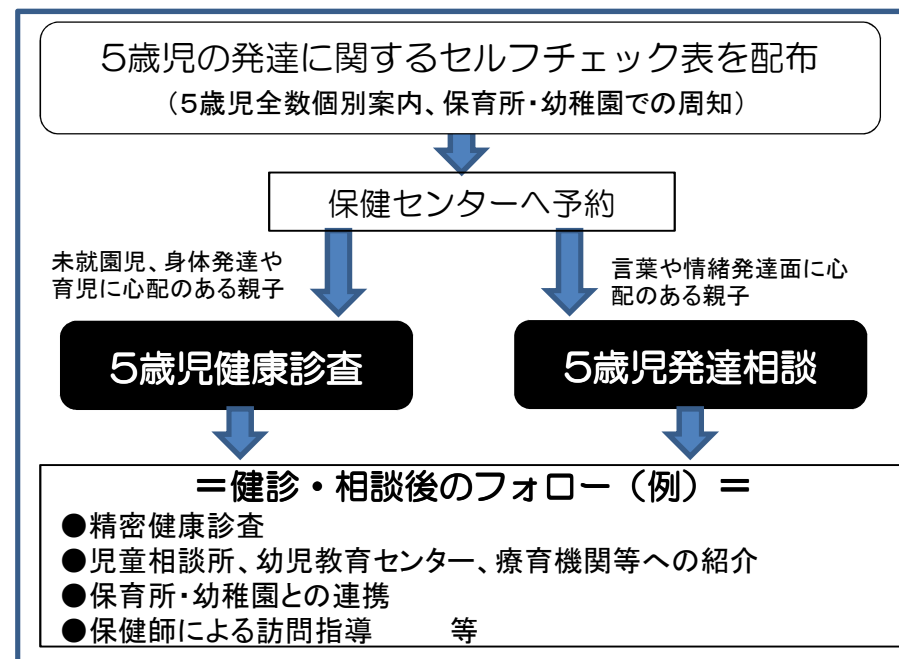 5歳児の発達に関するセルフチェック表を配布
（5歳児全数個別案内、保育所・幼稚園での周知）
保健センターへ予約
未就園児、身体発達や
育児に心配のある親子
言葉や情緒発達面に心
配のある親子
5歳児健康診査
5歳児発達相談
＝健診・相談後のフォロー（例）＝
●精密健康診査
●児童相談所、幼児教育センター、療育機関等への紹介
●保育所・幼稚園との連携
●保健師による訪問指導　　　等